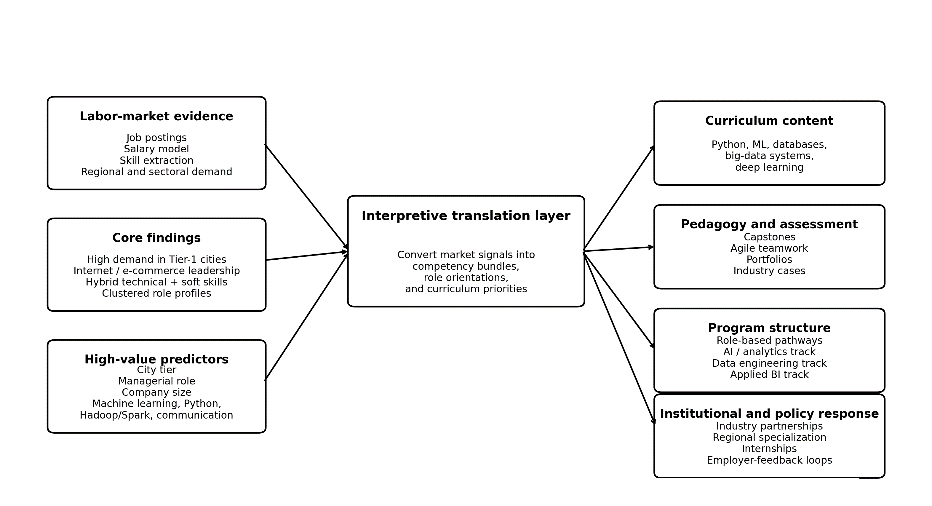 Labor-market evidence
Job postings
Salary model
Skill extraction
Regional and sectoral demand
Core findings
High demand in Tier-1 cities
Internet / e-commerce leadership
Hybrid technical + soft skills
Clustered role profiles
High-value predictors
City tier
Managerial role
Company size
Machine learning, Python,
Hadoop/Spark, communication
Interpretive translation layer
Convert market signals into
competency bundles,
role orientations,
and curriculum priorities
Curriculum content
Python, ML, databases,
big-data systems,
deep learning
Pedagogy and assessment
Capstones
Agile teamwork
Portfolios
Industry cases
Program structure
Role-based pathways
AI / analytics track
Data engineering track
Applied BI track
Institutional and policy response
Industry partnerships
Regional specialization
Internships
Employer-feedback loops